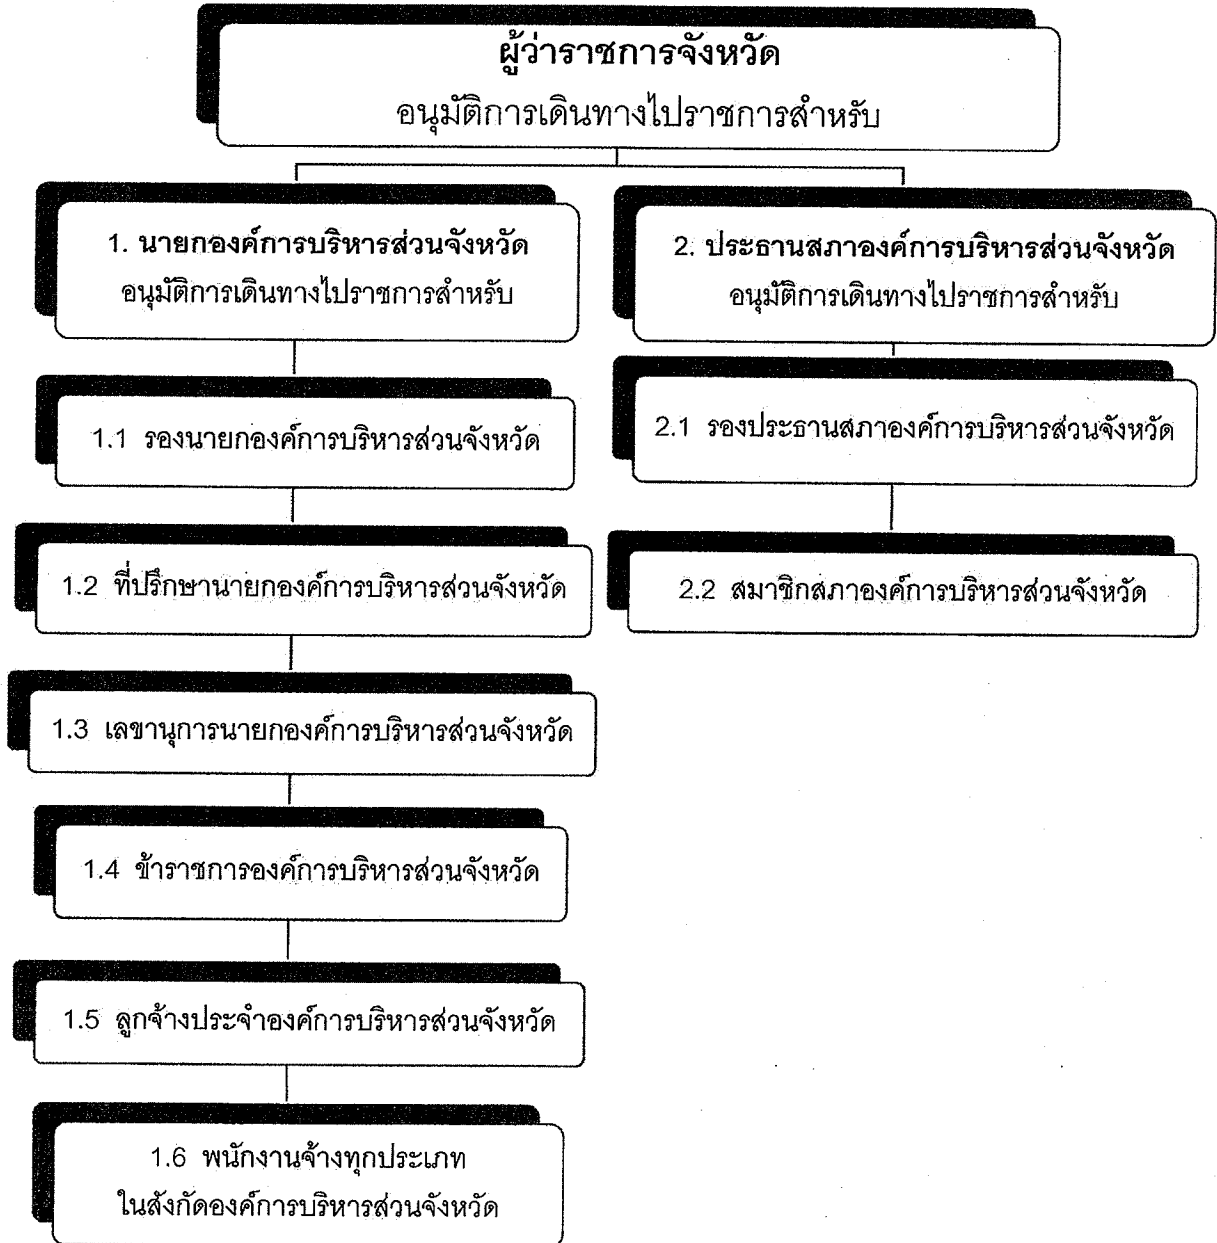 ผู้ว่าราชการจังหวัด
อนุมัติการเดินทางไปราชการสำหรับ
1. นายกองค์การบริหารส่วนจังหวัด
อนุมัติการเดินทางไปราชการสำหรับ
1.1 รองนายกองค์การบริหารส่วนจังหวัด
1.2 ที่ปรึกษานายกองค์การบริหารส่วนจังหวัด
1.3 เลขานุการนายกองค์การบริหารส่วนจังหวัด
1.4 ข้าราชการองค์การบริหารส่วนจังหวัด
1.5 ลูกจ้างประจำองค์การบริหารส่วนจังหวัด
1.6 พนักงานจ้างทุกประเภท
ในสังกัดองค์การบริหารส่วนจังหวัด
2. ประธานสภาองค์การบริหารส่วนจังหวัด
อนุมัติการเดินทางไปราชการสำหรับ
2.1 รองประธานสภาองค์การบริหารส่วนจังหวัด
2.2 สมาชิกสภาองค์การบริหารส่วนจังหวัด